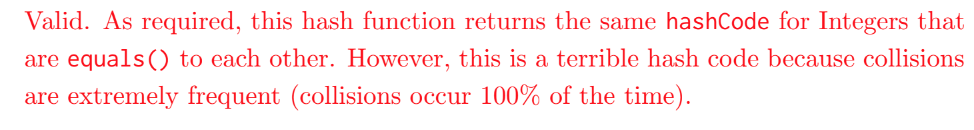 Valid. As required, this hash function returns the same hashCode for Integers that
are equals() to each other. However, this is a terrible hash code because collisions
are extremely frequent (collisions occur 100% of the time).